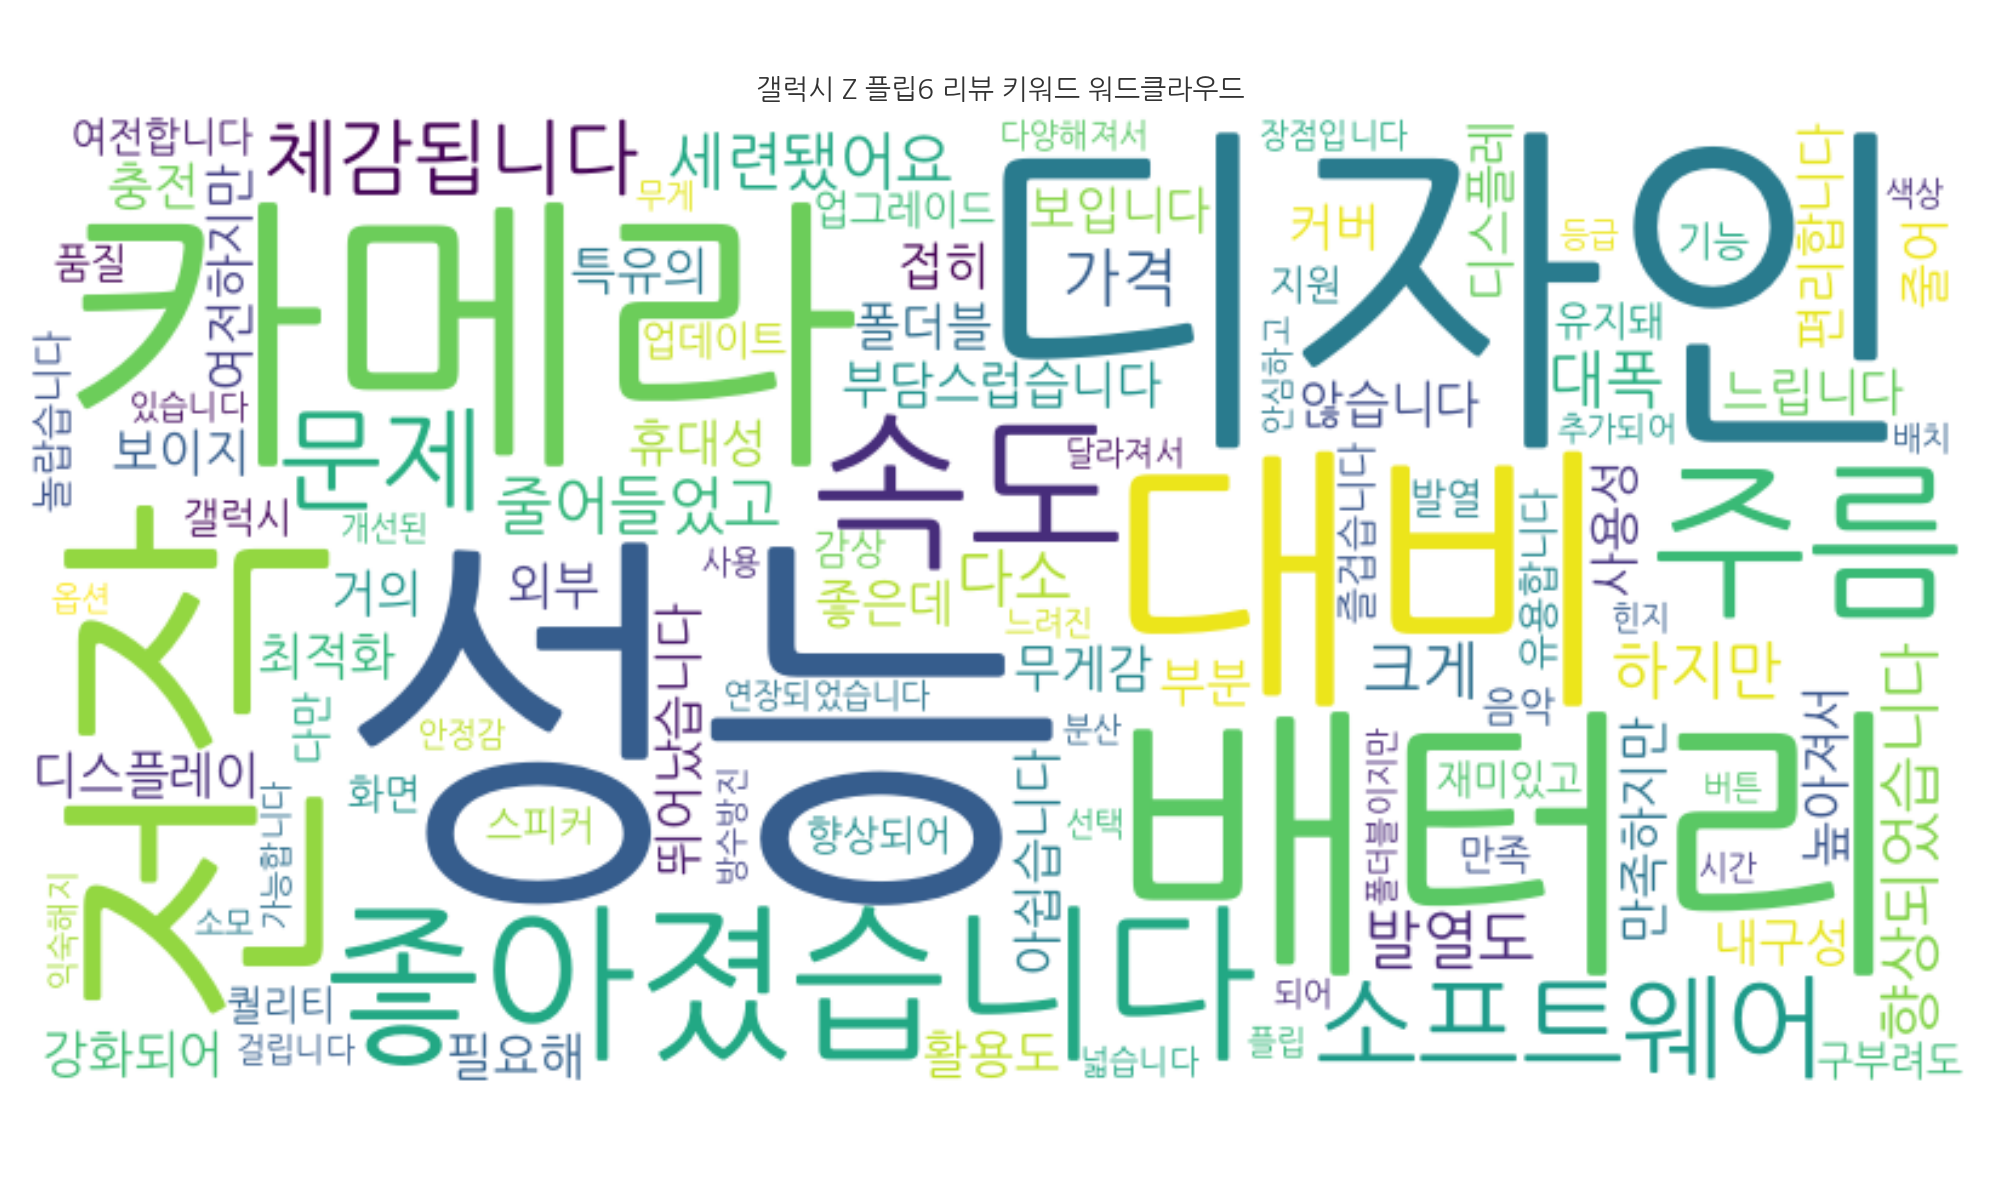 갤럭시 Z 플립6 리뷰 키워드 워드클라우드
여전합니다
체감됩니다
세련됐어요
다양해져서
장점입니다
디스플레
편리합니다
충전
여전하지만
무게
업그레이드
보입니다
커버
등급
기능
색상
줄어
품질
카메라
특유의
접히
가격
디자인
지원
업데이트
폴더블
안심하고
유지돼
놀랍습니다
있습니다
부담스럽습니다
않습니다
대폭
느립니다
보이지
문제
휴대성
속도
달라져서
추가되어
배치
갤럭시
개선된
줄어들었고
대비
즐겁습니다
발열
유용합니다
사용성
주름
전작
옵션
거의
외부
사용
감상
좋은데
다소
느려진
힌지
최적화
성능
뛰어났습니다
무게감
부분
크게
하지만
다만
안정감
연장되었습니다
분산
음악
향상되었습니다
디스플레이
화면
스피커
방수방진
향상되어
아쉽습니다
선택
배터리
폴더블이지만
재미있고
만족
만족하지만
버튼
시간
높아져서
익숙해지
소모
가능합니다
좋아졌습니다
발열도
내구성
퀄리티
되어
소프트웨어
강화되어
걸립니다
필요해
활용도
넓습니다
플립
구부려도